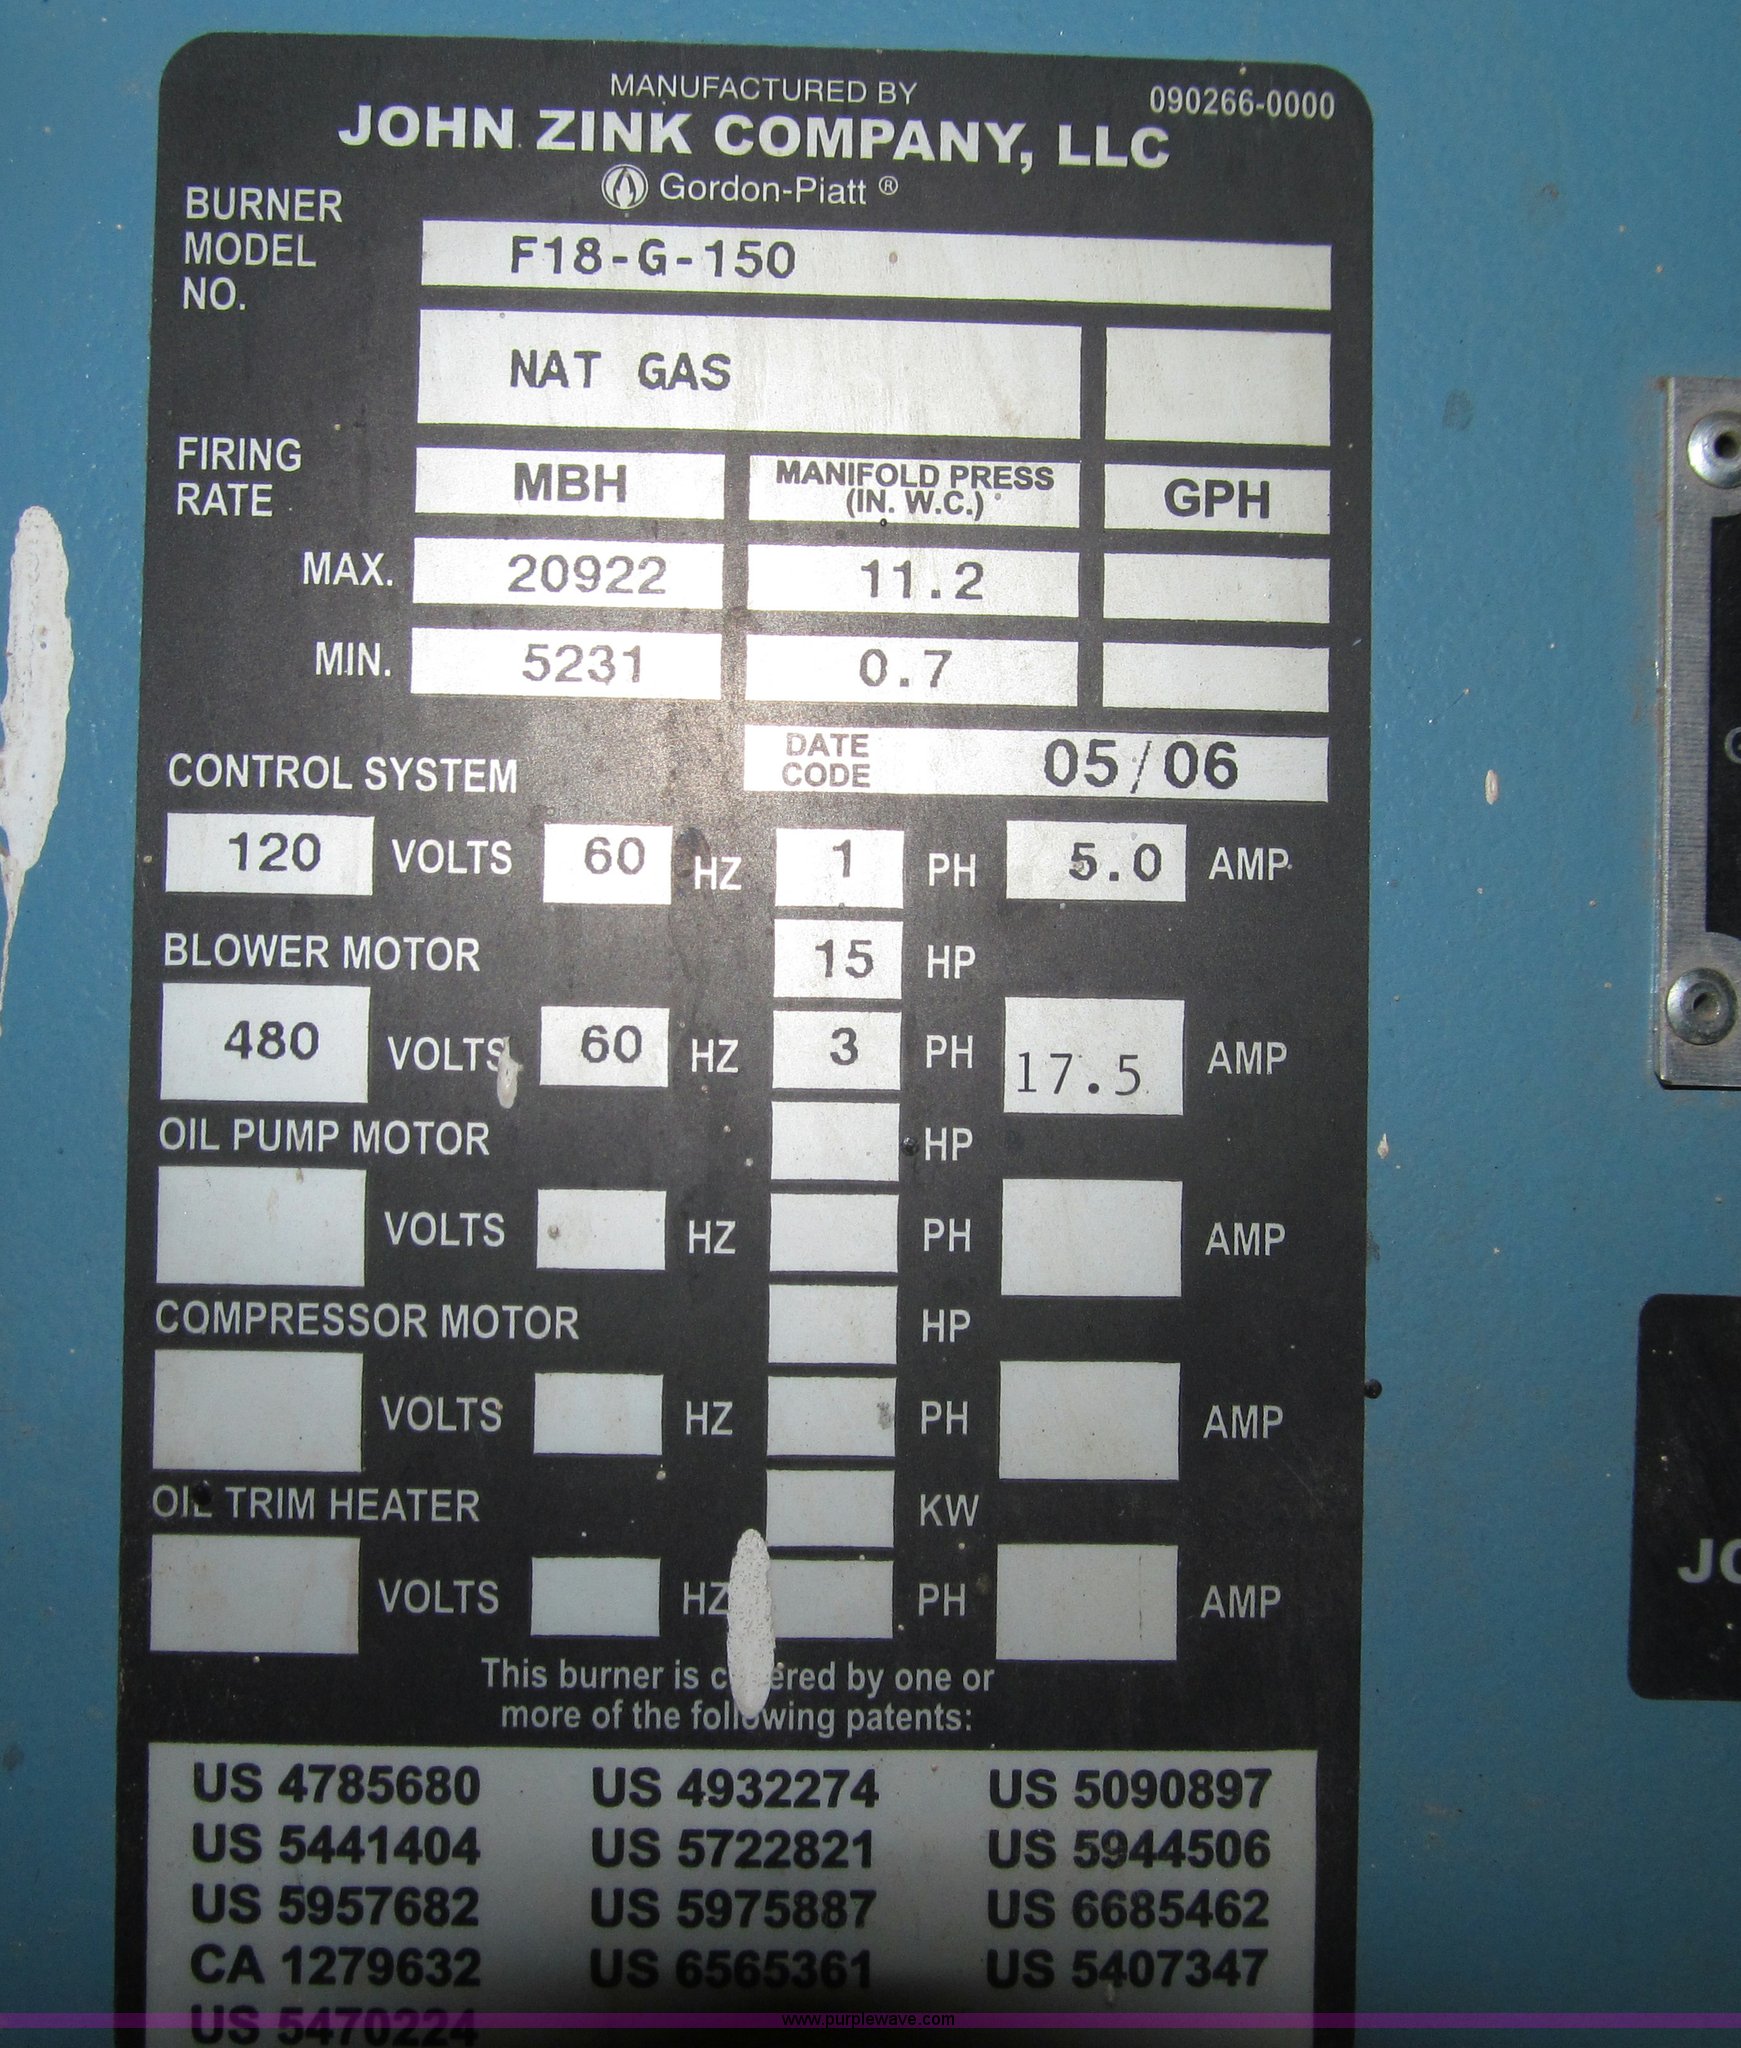 MANUFACTURED BY
090266-0000
JOHN ZINK COMPANY, LLC
Gordon-Piatt ®
BURNER
MODEL
NO.
F18-G-150
NAT GAS
FIRING
RATE
MBH
MANIFOLD PRESS
(IN. W.C.)
GPH
MAX. 20922 11.2
MIN. 5231 0.7
DATE
CODE
05/06
CONTROL SYSTEM
120 VOLTS 60 HZ 1 PH 5.0 AMP
BLOWER MOTOR 15 HP
480 VOLTS 60 HZ 3 PH 17.5 AMP
OIL PUMP MOTOR HP
VOLTS HZ PH AMP
COMPRESSOR MOTOR HP
VOLTS HZ PH AMP
OIL TRIM HEATER KW
VOLTS HZ PH AMP
This burner is covered by one or
more of the following patents:
US 4785680 US 4932274 US 5090897
US 5441404 US 5722821 US 5944506
US 5957682 US 5975887 US 6685462
CA 1279632 US 6565361 US 5407347
US 5470224
www.purplewave.com
JO